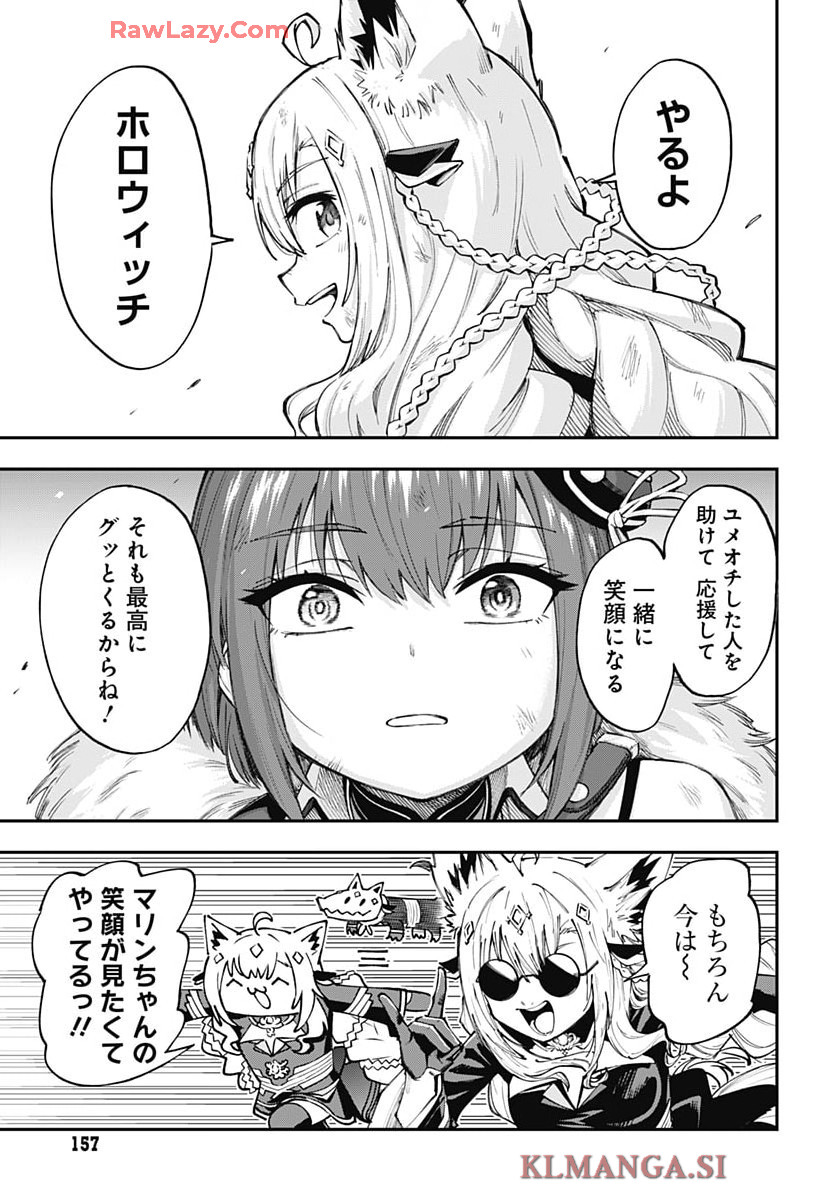 RawLazy.Com
やるよ
ホロウィッチ
ユメオチした人を
助けて 応援して
一緒に
笑顔になる
それも最高に
グッとくるからね!
もちろん
今は~
マリンちゃんの
笑顔が見たくて
やってるっ!!
三
157
KLMANGA.SI